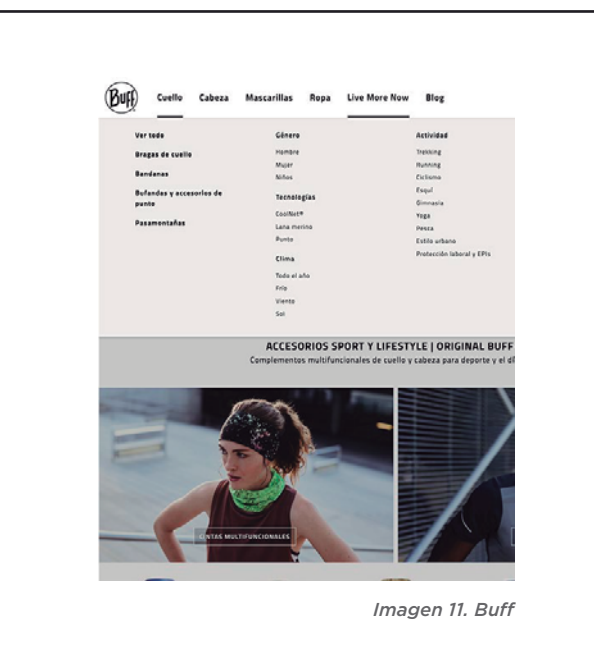 Buff
Cuello Cabeza Mascarillas Ropa Live More Now Blog
Ver todo
Bragas de cuello
Bandanas
Bufandas y accesorios de
punto
Pasamontañas
Género
Hombre
Mujer
Niños
Tecnologías
CoolNet®
Lana merino
Punto
Clima
Todo el año
Frío
Viento
Sol
Actividad
Trekking
Running
Ciclismo
Esquí
Gimnasia
Yoga
Pesca
Estilo urbano
Protección laboral y EPIs
ACCESORIOS SPORT Y LIFESTYLE | ORIGINAL BUFF
Complementos multifuncionales de cuello y cabeza para deporte y el dí
CINTAS MULTIFUNCIONALES
Imagen 11. Buff